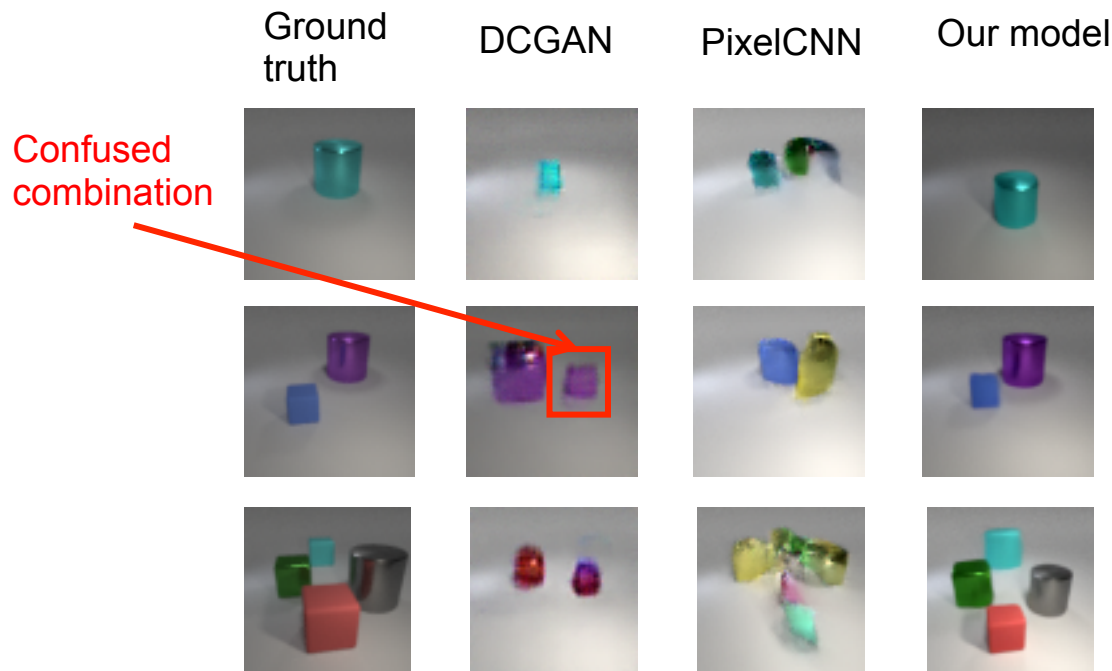 Ground
truth
DCGAN
PixelCNN
Our model
Confused
combination